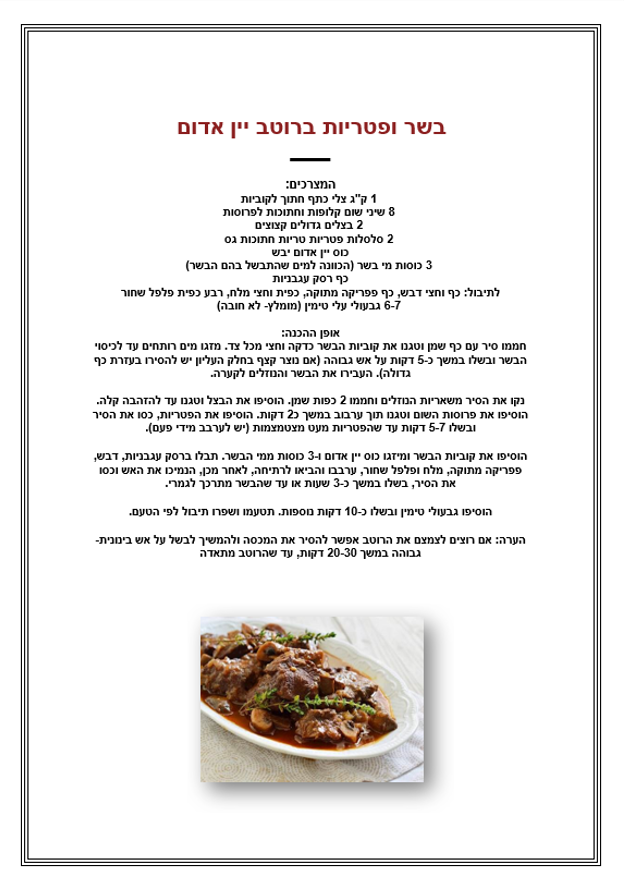 בשר ופטריות ברוטב יין אדום
המצרכים:
1 ק"ג צלי כתף חתוך לקוביות
8 שיני שום קלופות וחתוכות לפרוסות
2 בצלים גדולים קצוצים
2 סלסלות פטריות טריות חתוכות גס
כוס יין אדום יבש
3 כוסות מי בשר (הכוונה למים שהתבשל בהם הבשר)
כף רסק עגבניות
לתיבול: כף וחצי דבש, כף פפריקה מתוקה, כפית וחצי מלח, רבע כפית פלפל שחור
6-7 גבעולי עלי טימין (מומלץ- לא חובה)
אופן ההכנה:
חממו סיר עם כף שמן וטגנו את קוביות הבשר כדקה וחצי מכל צד. מזגו מים רותחים עד לכיסוי
הבשר ובשלו במשך כ-5 דקות על אש גבוהה (אם נוצר קצף בחלק העליון יש להסירו בעזרת כף
גדולה). העבירו את הבשר והנוזלים לקערה.
נקו את הסיר משאריות הנוזלים וחממו 2 כפות שמן. הוסיפו את הבצל וטגנו עד להזהבה קלה.
הוסיפו את פרוסות השום וטגנו תוך ערבוב במשך כ2 דקות. הוסיפו את הפטריות, כסו את הסיר
ובשלו 5-7 דקות עד שהפטריות מעט מצטמצמות (יש לערבב מידי פעם).
הוסיפו את קוביות הבשר ומיזגו כוס יין אדום ו-3 כוסות ממי הבשר. תבלו ברסק עגבניות, דבש,
פפריקה מתוקה, מלח ופלפל שחור, ערבבו והביאו לרתיחה, לאחר מכן, הנמיכו את האש וכסו
את הסיר, בשלו במשך כ-3 שעות או עד שהבשר מתרכך לגמרי.
הוסיפו גבעולי טימין ובשלו כ-10 דקות נוספות. תטעמו ושפרו תיבול לפי הטעם.
הערה: אם רוצים לצמצם את הרוטב אפשר להסיר את המכסה ולהמשיך לבשל על אש בינונית-
גבוהה במשך 20-30 דקות, עד שהרוטב מתאדה